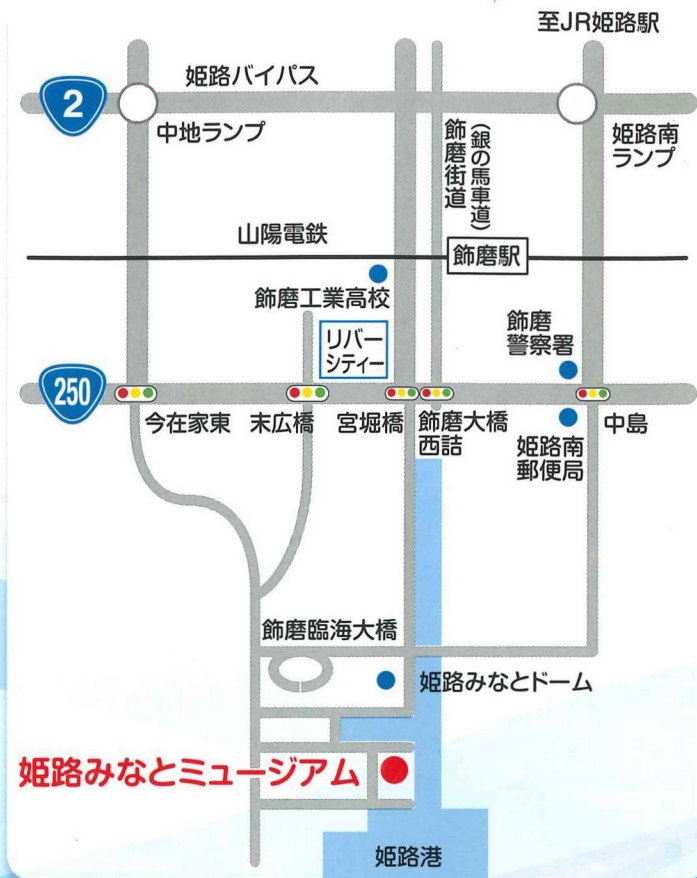 至JR姫路駅
姫路バイパス
2
中地ランプ
姫路南
ランプ
(銀の馬車道)
飾磨街道
山陽電鉄
飾磨駅
飾磨工業高校
リバー
シティー
飾磨
警察署
250
今在家東
末広橋
宮堀橋
飾磨大橋
西詰
中島
姫路南
郵便局
飾磨臨海大橋
姫路みなとドーム
姫路みなとミュージアム
姫路港